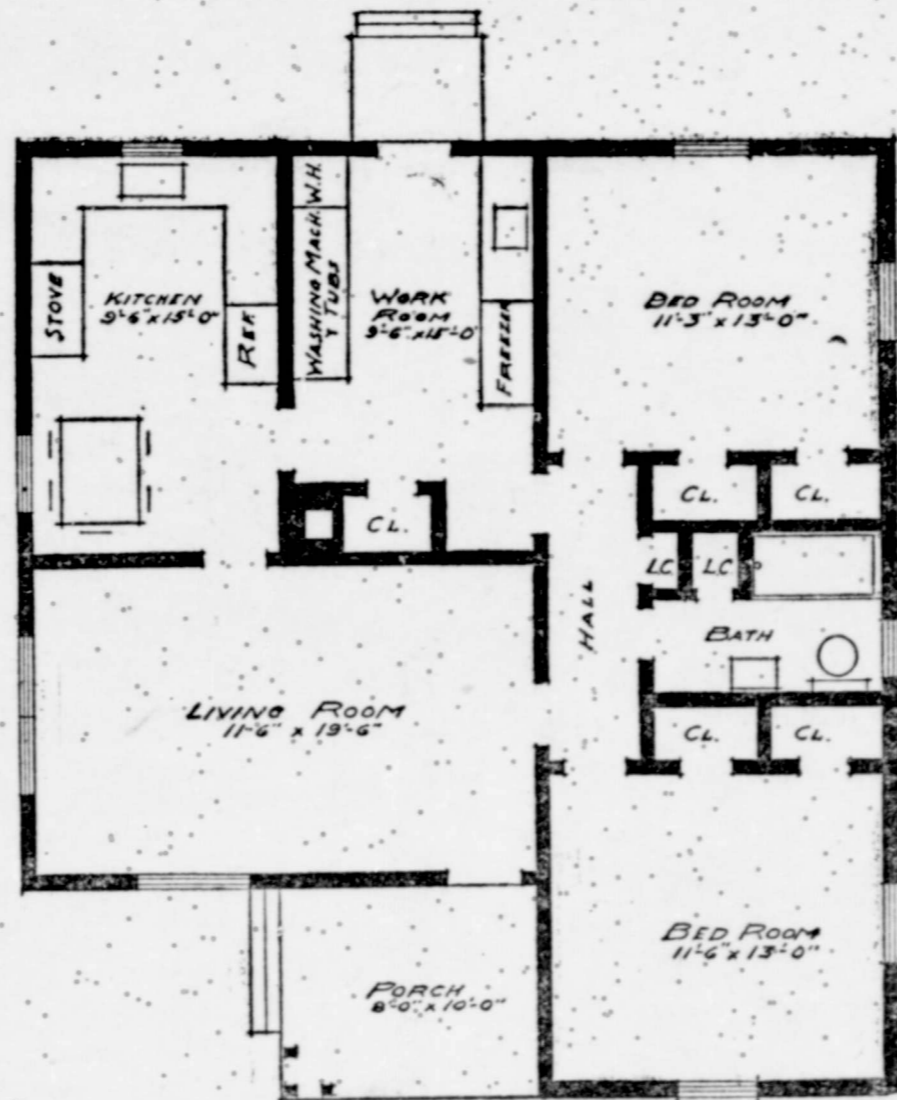 STOVE
KITCHEN
9'-6" x 15'-0"
REF
WASHING MACH. W.H.
& TUBS
WORK
ROOM
9'-6" x 15'-0"
FREEZER
BED ROOM
11'-3" x 13'-0"
CL.
CL.
CL.
LC
LC
HALL
BATH
LIVING ROOM
11'-6" x 19'-6"
CL.
CL.
BED ROOM
11'-6" x 13'-0"
PORCH
8'-0" x 10'-0"